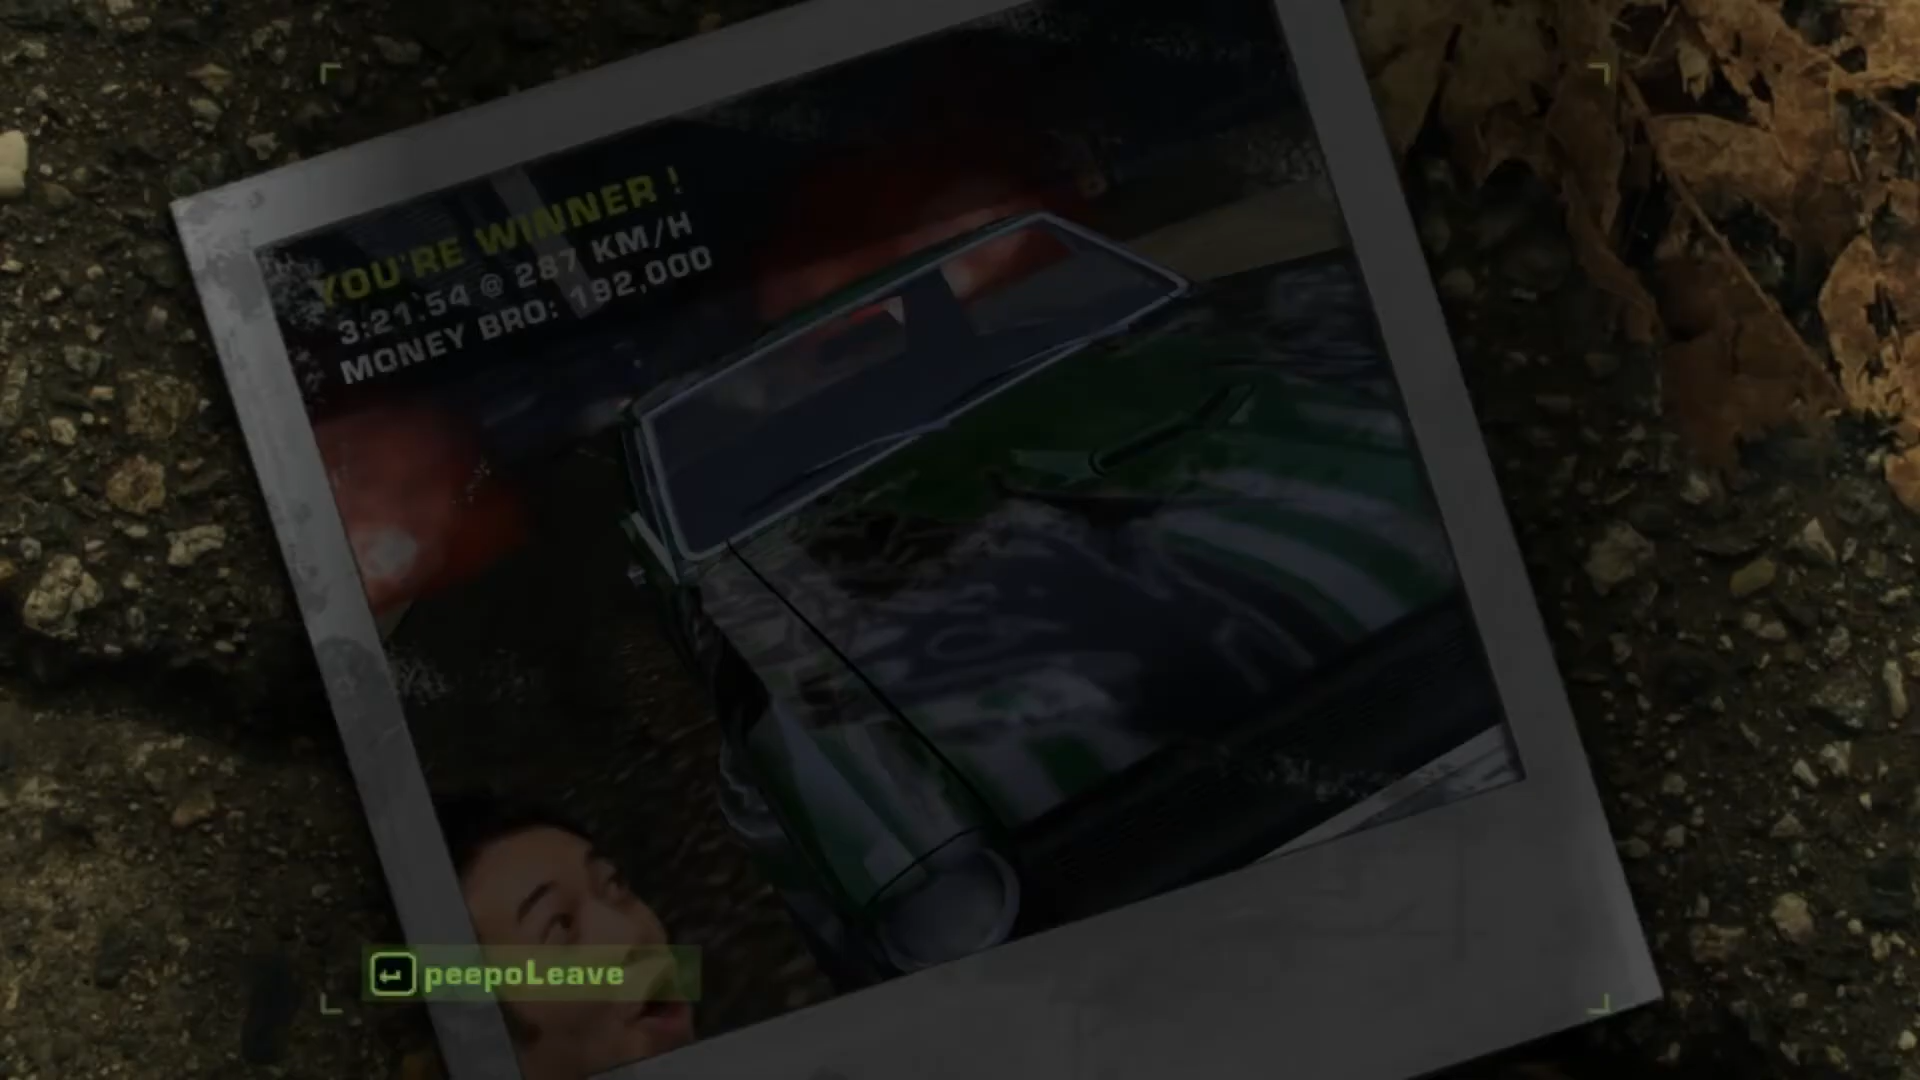 YOU'RE WINNER !
3:21.54 @ 287 KM/H
MONEY BRO: 192,000
peepoLeave